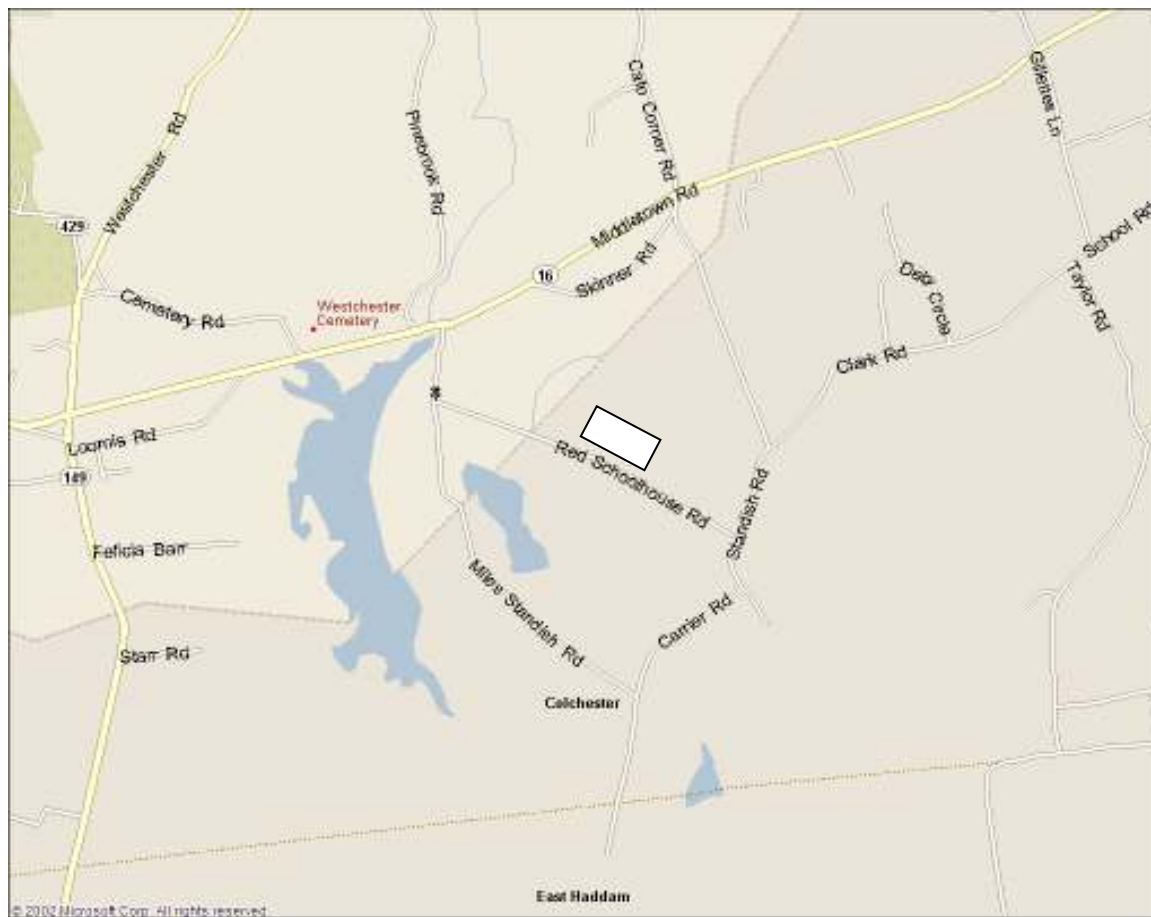 Gillettes Ln
Cato Corner Rd
Pinebrook Rd
Westchester Rd
429
Middletown Rd
School Rd
16
Skinner Rd
Cemetery Rd
Westchester
Cemetery
Taylor Rd
Clark Rd
Loomis Rd
149
Red Schoolhouse Rd
Standish Rd
Felicia Barr
Miles Standish Rd
Carrier Rd
Starr Rd
Colchester
East Haddam
© 2002 Microsoft Corp. All rights reserved.